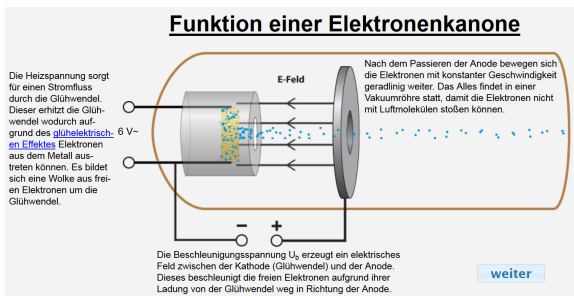 Funktion einer Elektronenkanone
Die Heizspannung sorgt
für einen Stromfluss
durch die Glühwendel.
Dieser erhitzt die Glüh-
wendel wodurch auf-
grund des glühelektrisch-
en Effektes Elektronen
aus dem Metall aus-
treten können. Es bildet
sich eine Wolke aus frei-
en Elektronen um die
Glühwendel.
6 V~
E-Feld
Nach dem Passieren der Anode bewegen sich
die Elektronen mit konstanter Geschwindigkeit
geradlinig weiter. Das Alles findet in einer
Vakuumröhre statt, damit die Elektronen nicht
mit Luftmolekülen stoßen können.
− +
Die Beschleunigungsspannung Ub erzeugt ein elektrisches
Feld zwischen der Kathode (Glühwendel) und der Anode.
Dieses beschleunigt die freien Elektronen aufgrund ihrer
Ladung von der Glühwendel weg in Richtung der Anode.
weiter